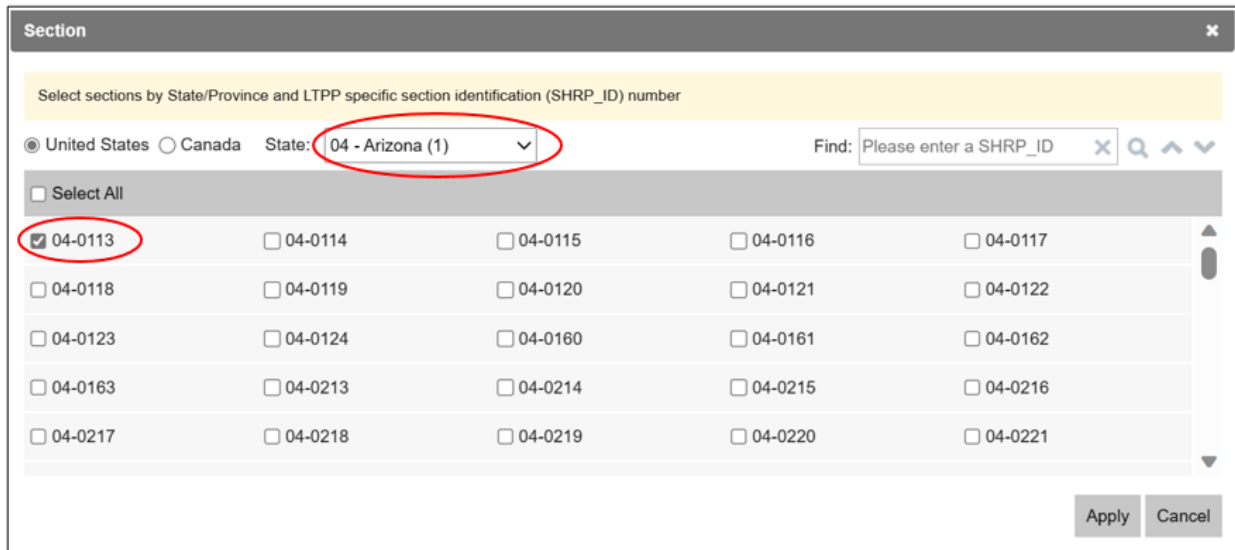 Section
Select sections by State/Province and LTPP specific section identification (SHRP_ID) number
United States Canada State: 04 - Arizona (1) Find: Please enter a SHRP_ID
Select All
04-0113 04-0114 04-0115 04-0116 04-0117
04-0118 04-0119 04-0120 04-0121 04-0122
04-0123 04-0124 04-0160 04-0161 04-0162
04-0163 04-0213 04-0214 04-0215 04-0216
04-0217 04-0218 04-0219 04-0220 04-0221
Apply Cancel